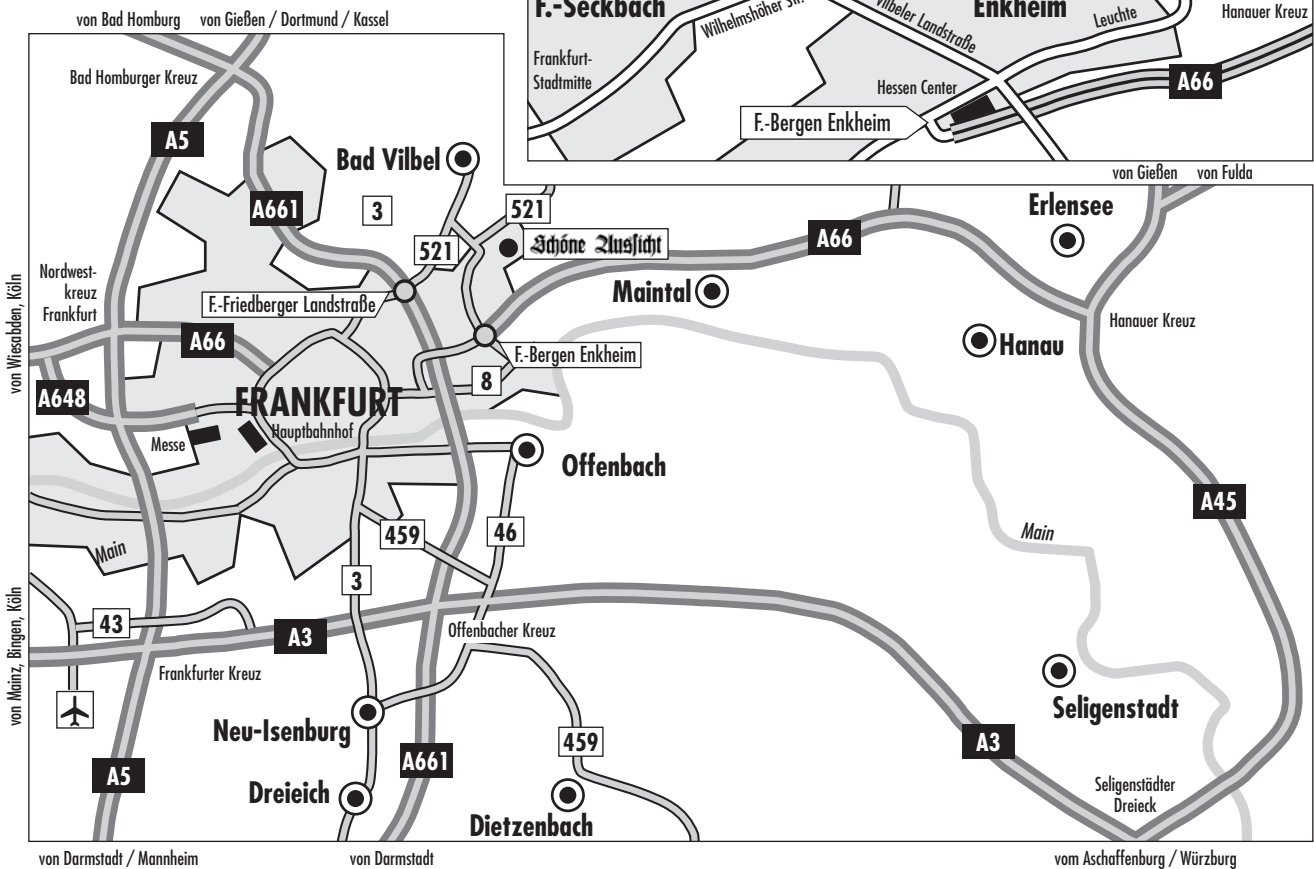 F.-Seckbach
Wilhelmshöher Str.
Vilbeler Landstraße
Enkheim
Leuchte
Hanauer Kreuz
Frankfurt-
Stadtmitte
Hessen Center
A66
F.-Bergen Enkheim
von Bad Homburg
von Gießen / Dortmund / Kassel
Bad Homburger Kreuz
A5
Bad Vilbel
von Gießen
von Fulda
A661
3
521
Erlensee
521
Schöne Aussicht
A66
Nordwest-
kreuz
Frankfurt
F.-Friedberger Landstraße
Maintal
von Wiesabden, Köln
A66
Hanauer Kreuz
Hanau
F.-Bergen Enkheim
8
A648
FRANKFURT
Messe
Hauptbahnhof
Offenbach
A45
459
46
Main
Main
3
43
A3
Offenbacher Kreuz
von Mainz, Bingen, Köln
Frankfurter Kreuz
Neu-Isenburg
Seligenstadt
459
A3
A661
A5
Dreieich
Seligenstädter
Dreieck
Dietzenbach
von Darmstadt / Mannheim
von Darmstadt
vom Aschaffenburg / Würzburg